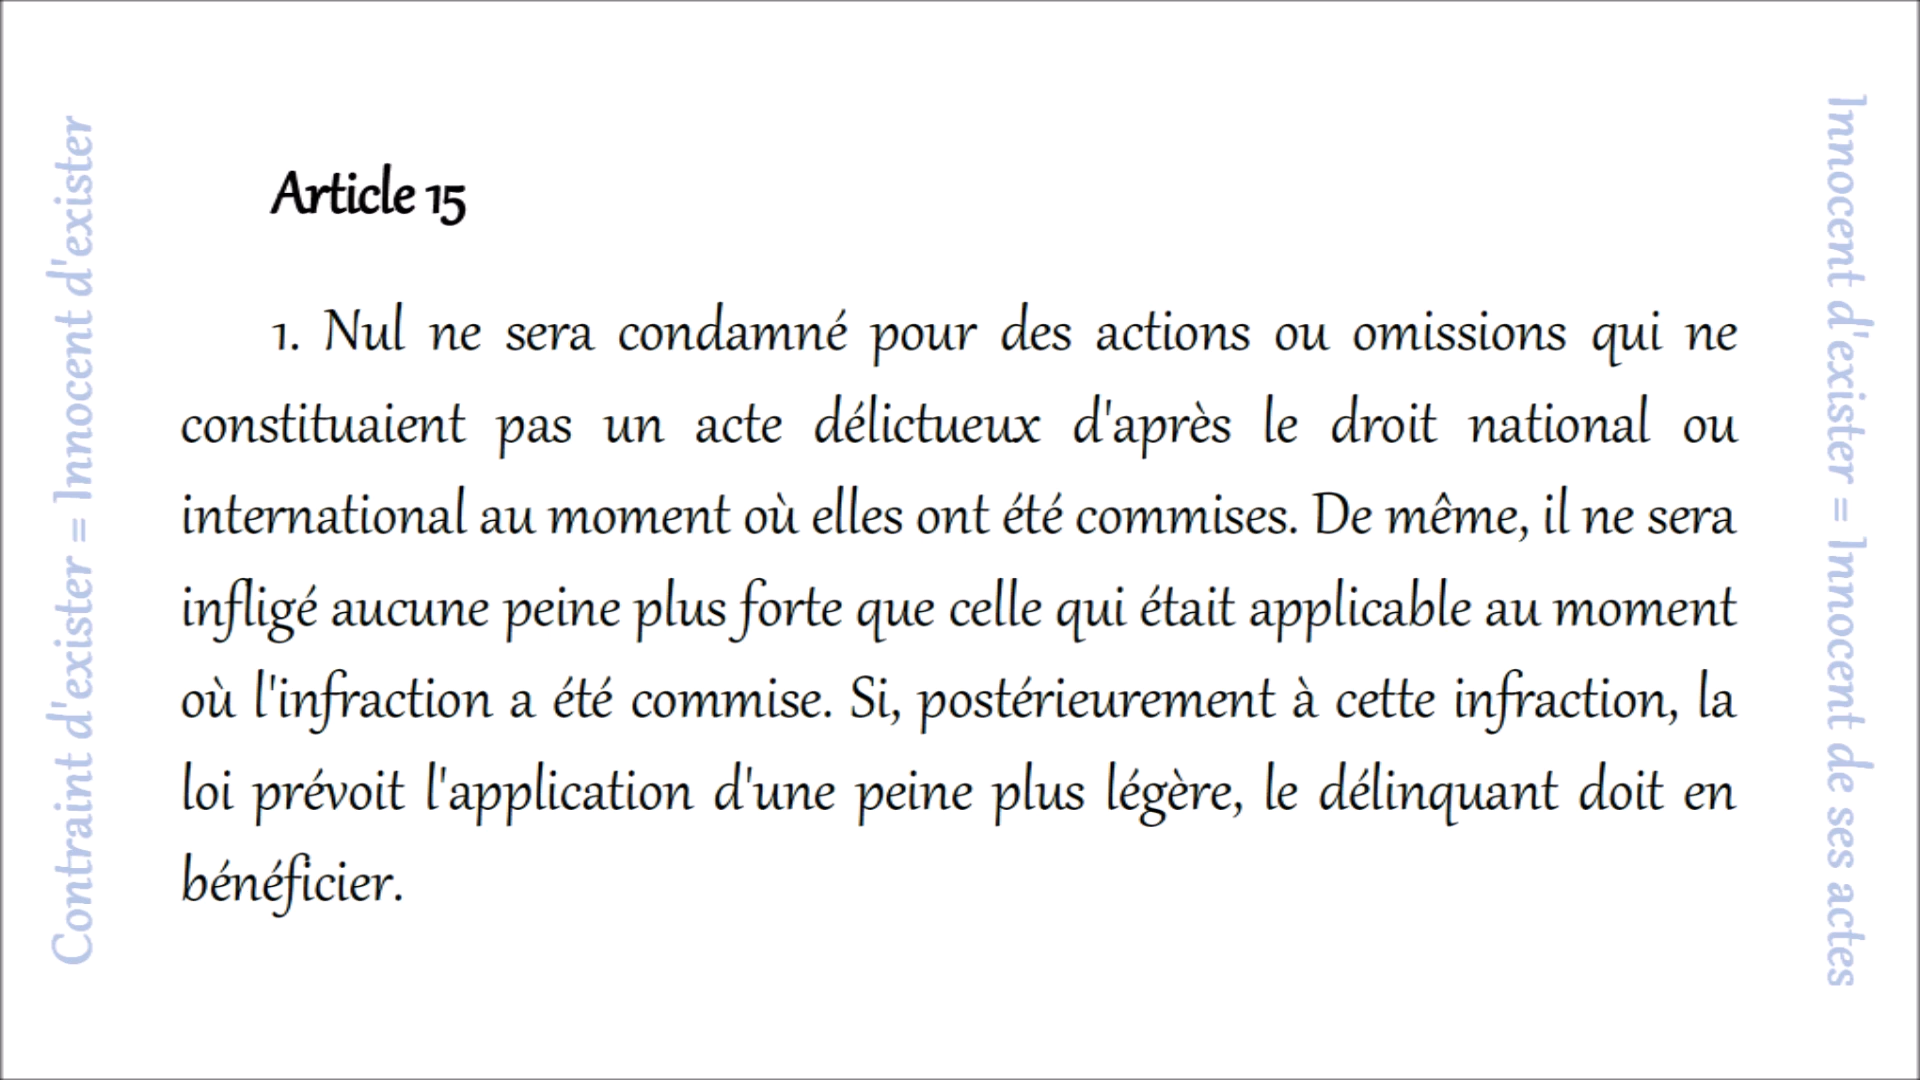 Contraint d'exister = Innocent d'exister
Article 15
1. Nul ne sera condamné pour des actions ou omissions qui ne
constituaient pas un acte délictueux d'après le droit national ou
international au moment où elles ont été commises. De même, il ne sera
infligé aucune peine plus forte que celle qui était applicable au moment
où l'infraction a été commise. Si, postérieurement à cette infraction, la
loi prévoit l'application d'une peine plus légère, le délinquant doit en
bénéficier.
Innocent d'exister = Innocent de ses actes